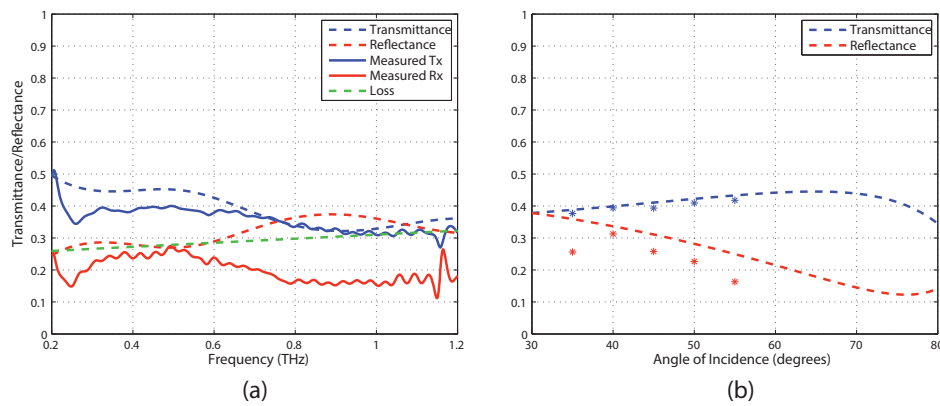 Transmittance/Reflectance
1
0.9
0.8
0.7
0.6
0.5
0.4
0.3
0.2
0.1
0
0.2
0.4
0.6
0.8
1
1.2
Frequency (THz)
Transmittance
Reflectance
Measured Tx
Measured Rx
Loss
(a)
1
0.9
0.8
0.7
0.6
0.5
0.4
0.3
0.2
0.1
0
30
40
50
60
70
80
Angle of Incidence (degrees)
Transmittance
Reflectance
(b)